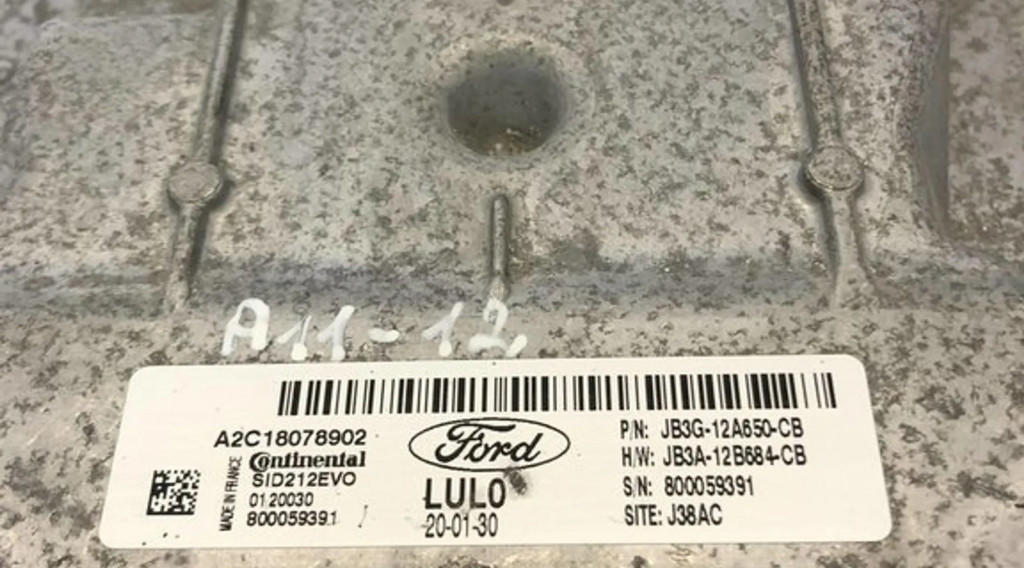 A11-12
A2C18078902
Continental
SID212EVO
0120030
800059391
MADE IN FRANCE
Ford
LULO
20-01-30
P/N: JB3G-12A650-CB
H/W: JB3A-12B684-CB
S/N: 800059391
SITE: J38AC